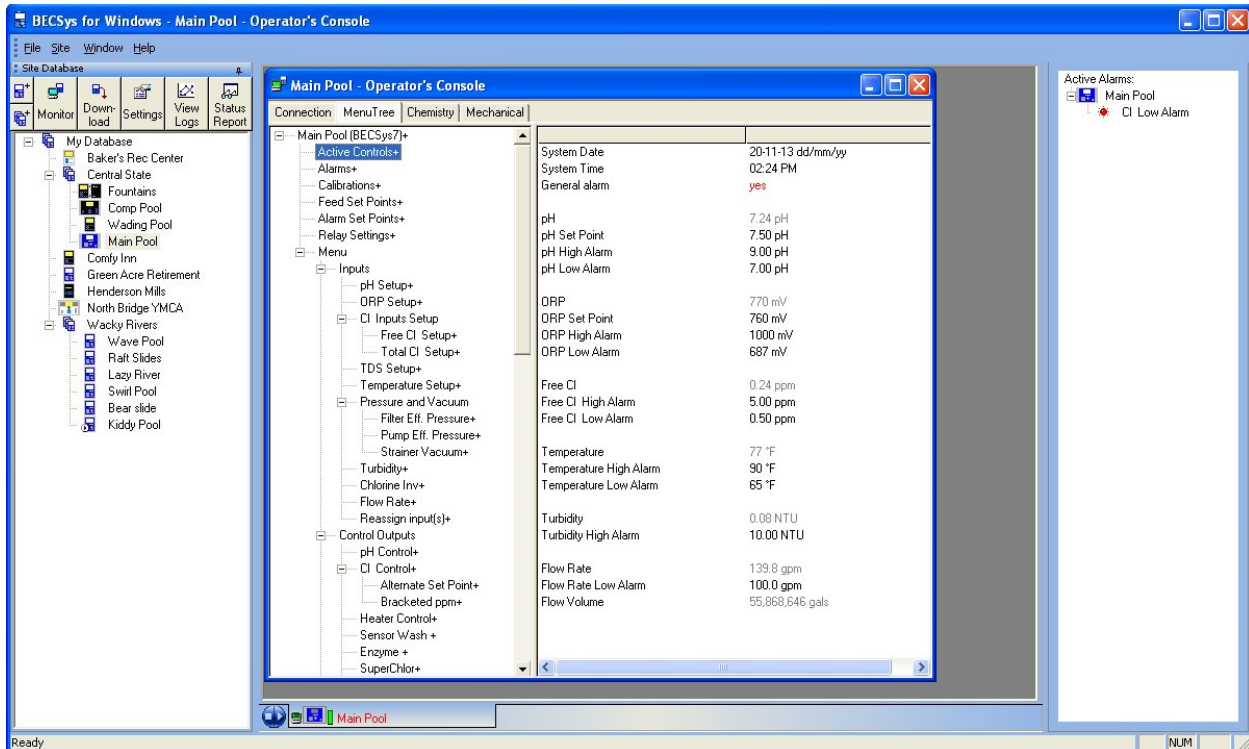 BECSys for Windows - Main Pool - Operator's Console
File Site Window Help
Site Database
Monitor Down-load Settings View Logs Status Report
My Database
Baker's Rec Center
Central State
Fountains
Comp Pool
Wading Pool
Main Pool
Comfy Inn
Green Acre Retirement
Henderson Mills
North Bridge YMCA
Wacky Rivers
Wave Pool
Raft Slides
Lazy River
Swirl Pool
Bear slide
Kiddy Pool
Main Pool - Operator's Console
Connection MenuTree Chemistry Mechanical
Main Pool (BECSys7)+
Active Controls+
Alarms+
Calibrations+
Feed Set Points+
Alarm Set Points+
Relay Settings+
Menu
Inputs
pH Setup+
ORP Setup+
Cl Inputs Setup
Free Cl Setup+
Total Cl Setup+
TDS Setup+
Temperature Setup+
Pressure and Vacuum
Filter Eff. Pressure+
Pump Eff. Pressure+
Strainer Vacuum+
Turbidity+
Chlorine Inv+
Flow Rate+
Reassign input(s)+
Control Outputs
pH Control+
Cl Control+
Alternate Set Point+
Bracketed ppm+
Heater Control+
Sensor Wash +
Enzyme +
SuperChlor+
System Date 20-11-13 dd/mm/yy
System Time 02:24 PM
General alarm yes
pH 7.24 pH
pH Set Point 7.50 pH
pH High Alarm 9.00 pH
pH Low Alarm 7.00 pH
ORP 770 mV
ORP Set Point 760 mV
ORP High Alarm 1000 mV
ORP Low Alarm 687 mV
Free Cl 0.24 ppm
Free Cl High Alarm 5.00 ppm
Free Cl Low Alarm 0.50 ppm
Temperature 77 °F
Temperature High Alarm 90 °F
Temperature Low Alarm 65 °F
Turbidity 0.08 NTU
Turbidity High Alarm 10.00 NTU
Flow Rate 139.8 gpm
Flow Rate Low Alarm 100.0 gpm
Flow Volume 55,868,646 gals
Active Alarms:
Main Pool
Cl Low Alarm
Main Pool
Ready NUM